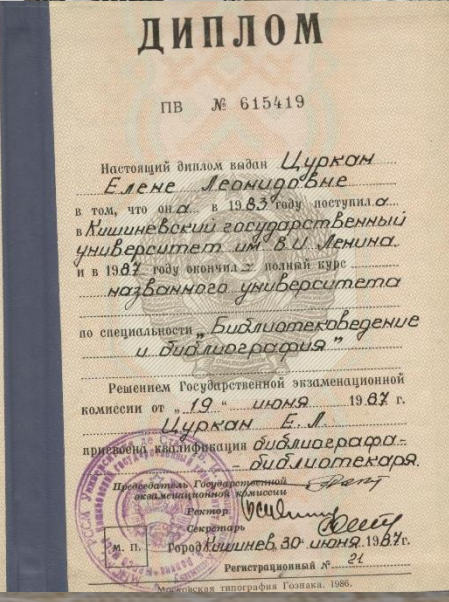 ДИПЛОМ
ПВ № 615419
Настоящий диплом выдан Цуркан
Елене Леонидовне
в том, что она в 1983 году поступила
в Кишиневский государственный
университет им. В.И. Ленина
и в 1987 году окончил полный курс
названного университета
по специальности „Библиотековедение
и библиография"
Решением Государственной экзаменационной
комиссии от „19" июня 1987 г.
Цуркан Е. Л.
присвоена квалификация библиографа-
-библиотекаря.
Председатель Государственной
экзаменационной комиссии
Ректор
Секретарь
М. П. Город Кишинев, 30 июня 1987г.
Регистрационный № 21
Московская типография Гознака. 1986.